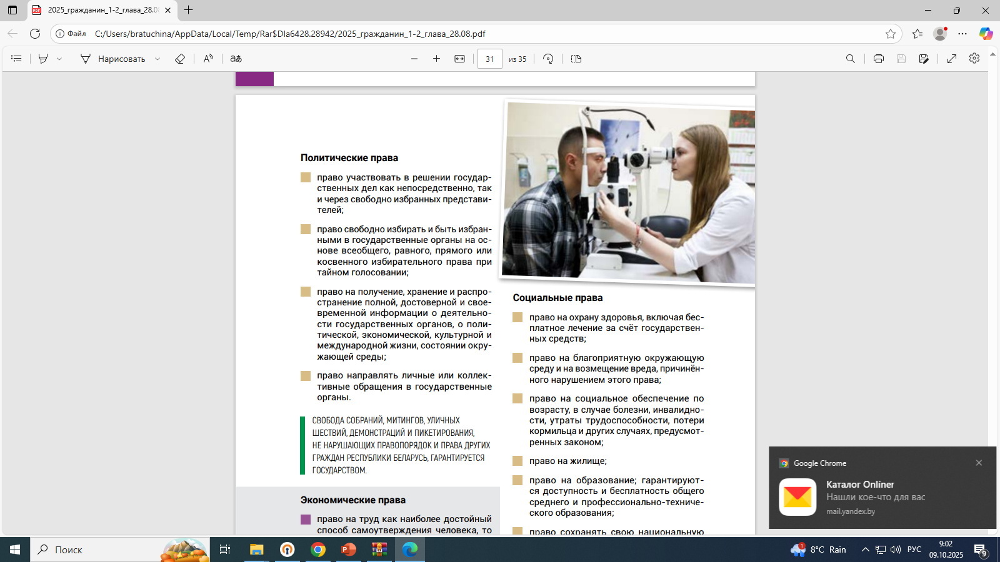 2025_гражданин_1-2_глава_28.08
Файл
C:/Users/bratuchina/AppData/Local/Temp/Rar$DIa6428.28942/2025_гражданин_1-2_глава_28.08.pdf
Нарисовать
аあ
31
из 35
Политические права
право участвовать в решении государ-
ственных дел как непосредственно, так
и через свободно избранных представи-
телей;
право свободно избирать и быть избран-
ными в государственные органы на ос-
нове всеобщего, равного, прямого или
косвенного избирательного права при
тайном голосовании;
право на получение, хранение и распро-
странение полной, достоверной и свое-
временной информации о деятельно-
сти государственных органов, о поли-
тической, экономической, культурной и
международной жизни, состоянии окру-
жающей среды;
право направлять личные или коллек-
тивные обращения в государственные
органы.
СВОБОДА СОБРАНИЙ, МИТИНГОВ, УЛИЧНЫХ
ШЕСТВИЙ, ДЕМОНСТРАЦИЙ И ПИКЕТИРОВАНИЯ,
НЕ НАРУШАЮЩИХ ПРАВОПОРЯДОК И ПРАВА ДРУГИХ
ГРАЖДАН РЕСПУБЛИКИ БЕЛАРУСЬ, ГАРАНТИРУЕТСЯ
ГОСУДАРСТВОМ.
Экономические права
право на труд как наиболее достойный
способ самоутверждения человека, то
Социальные права
право на охрану здоровья, включая бес-
платное лечение за счёт государствен-
ных средств;
право на благоприятную окружающую
среду и на возмещение вреда, причинён-
ного нарушением этого права;
право на социальное обеспечение по
возрасту, в случае болезни, инвалидно-
сти, утраты трудоспособности, потери
кормильца и других случаях, предусмот-
ренных законом;
право на жилище;
право на образование; гарантируют-
ся доступность и бесплатность общего
среднего и профессионально-техниче-
ского образования;
право сохранять свою национальную
Google Chrome
Каталог Onlíner
Нашли кое-что для вас
mail.yandex.by
Поиск
1
8°C Rain
РУС
9:02
09.10.2025
9